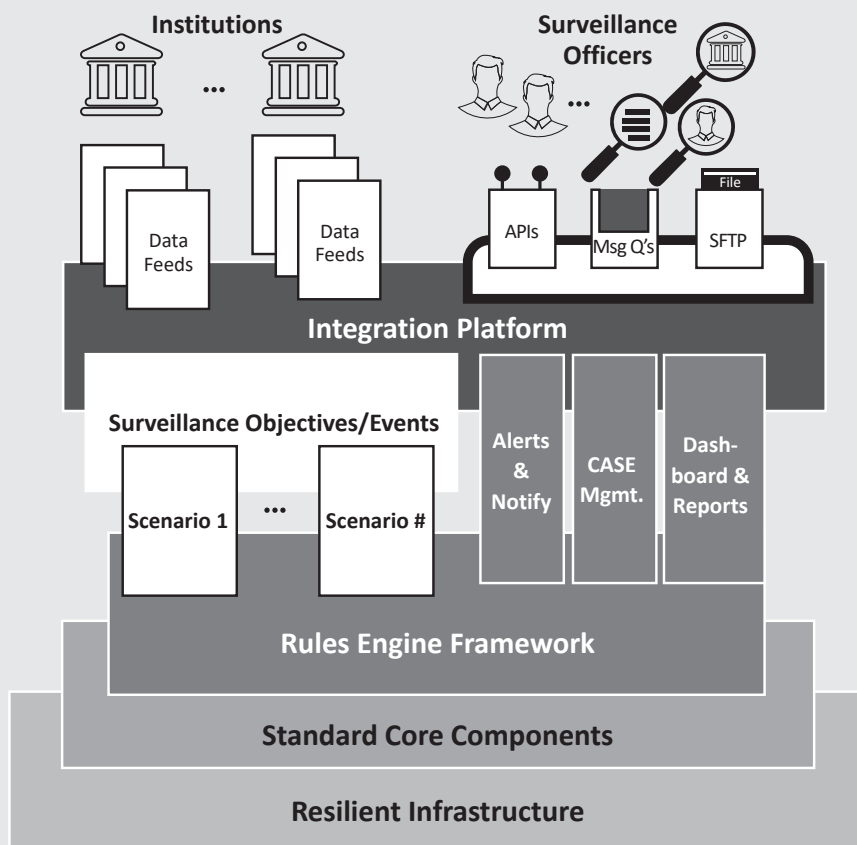 Institutions
...
Surveillance
Officers
...
Data
Feeds
Data
Feeds
APIs
Msg Q’s
File
SFTP
Integration Platform
Surveillance Objectives/Events
Scenario 1
...
Scenario #
Alerts
&
Notify
CASE
Mgmt.
Dash-
board &
Reports
Rules Engine Framework
Standard Core Components
Resilient Infrastructure